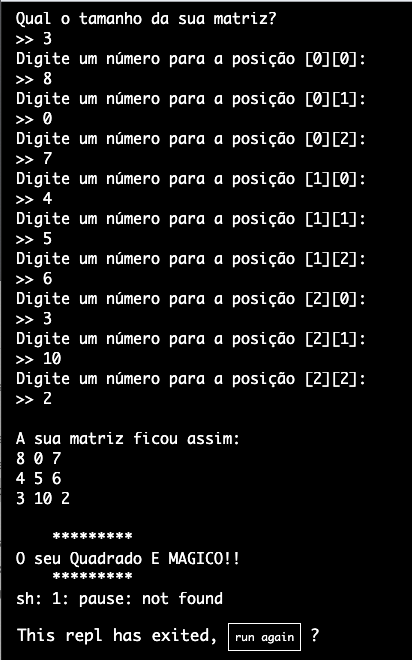 Qual o tamanho da sua matriz?
>> 3
Digite um número para a posição [0][0]:
>> 8
Digite um número para a posição [0][1]:
>> 0
Digite um número para a posição [0][2]:
>> 7
Digite um número para a posição [1][0]:
>> 4
Digite um número para a posição [1][1]:
>> 5
Digite um número para a posição [1][2]:
>> 6
Digite um número para a posição [2][0]:
>> 3
Digite um número para a posição [2][1]:
>> 10
Digite um número para a posição [2][2]:
>> 2
A sua matriz ficou assim:
8 0 7
4 5 6
3 10 2
*********
O seu Quadrado E MAGICO!!
*********
sh: 1: pause: not found
This repl has exited, run again ?